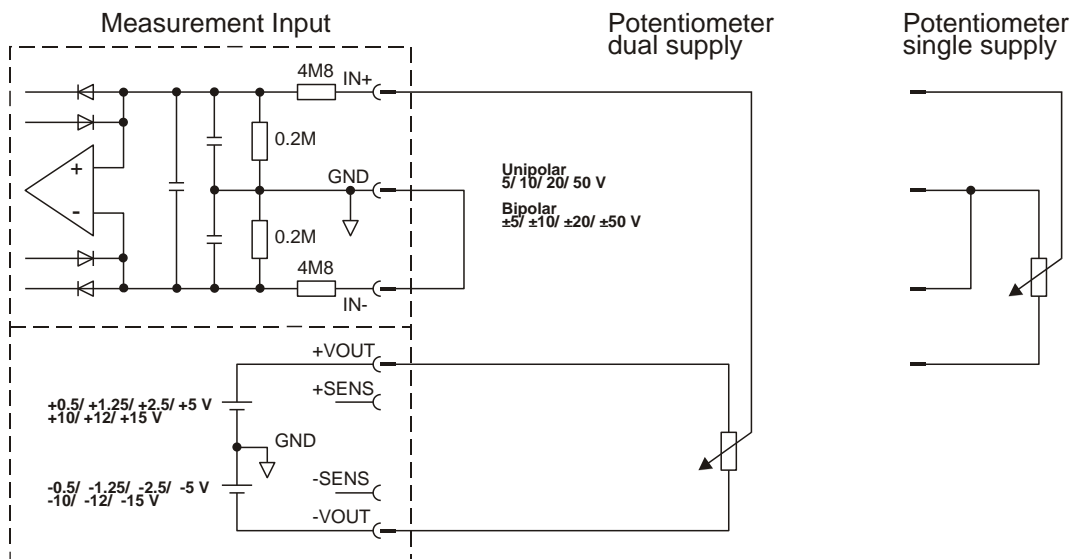 Measurement Input
Potentiometer
dual supply
Potentiometer
single supply
4M8
IN+
0.2M
+
GND
-
0.2M
4M8
IN-
Unipolar
5/ 10/ 20/ 50 V
Bipolar
±5/ ±10/ ±20/ ±50 V
+VOUT
+SENS
+0.5/ +1.25/ +2.5/ +5 V
+10/ +12/ +15 V
GND
-0.5/ -1.25/ -2.5/ -5 V
-10/ -12/ -15 V
-SENS
-VOUT